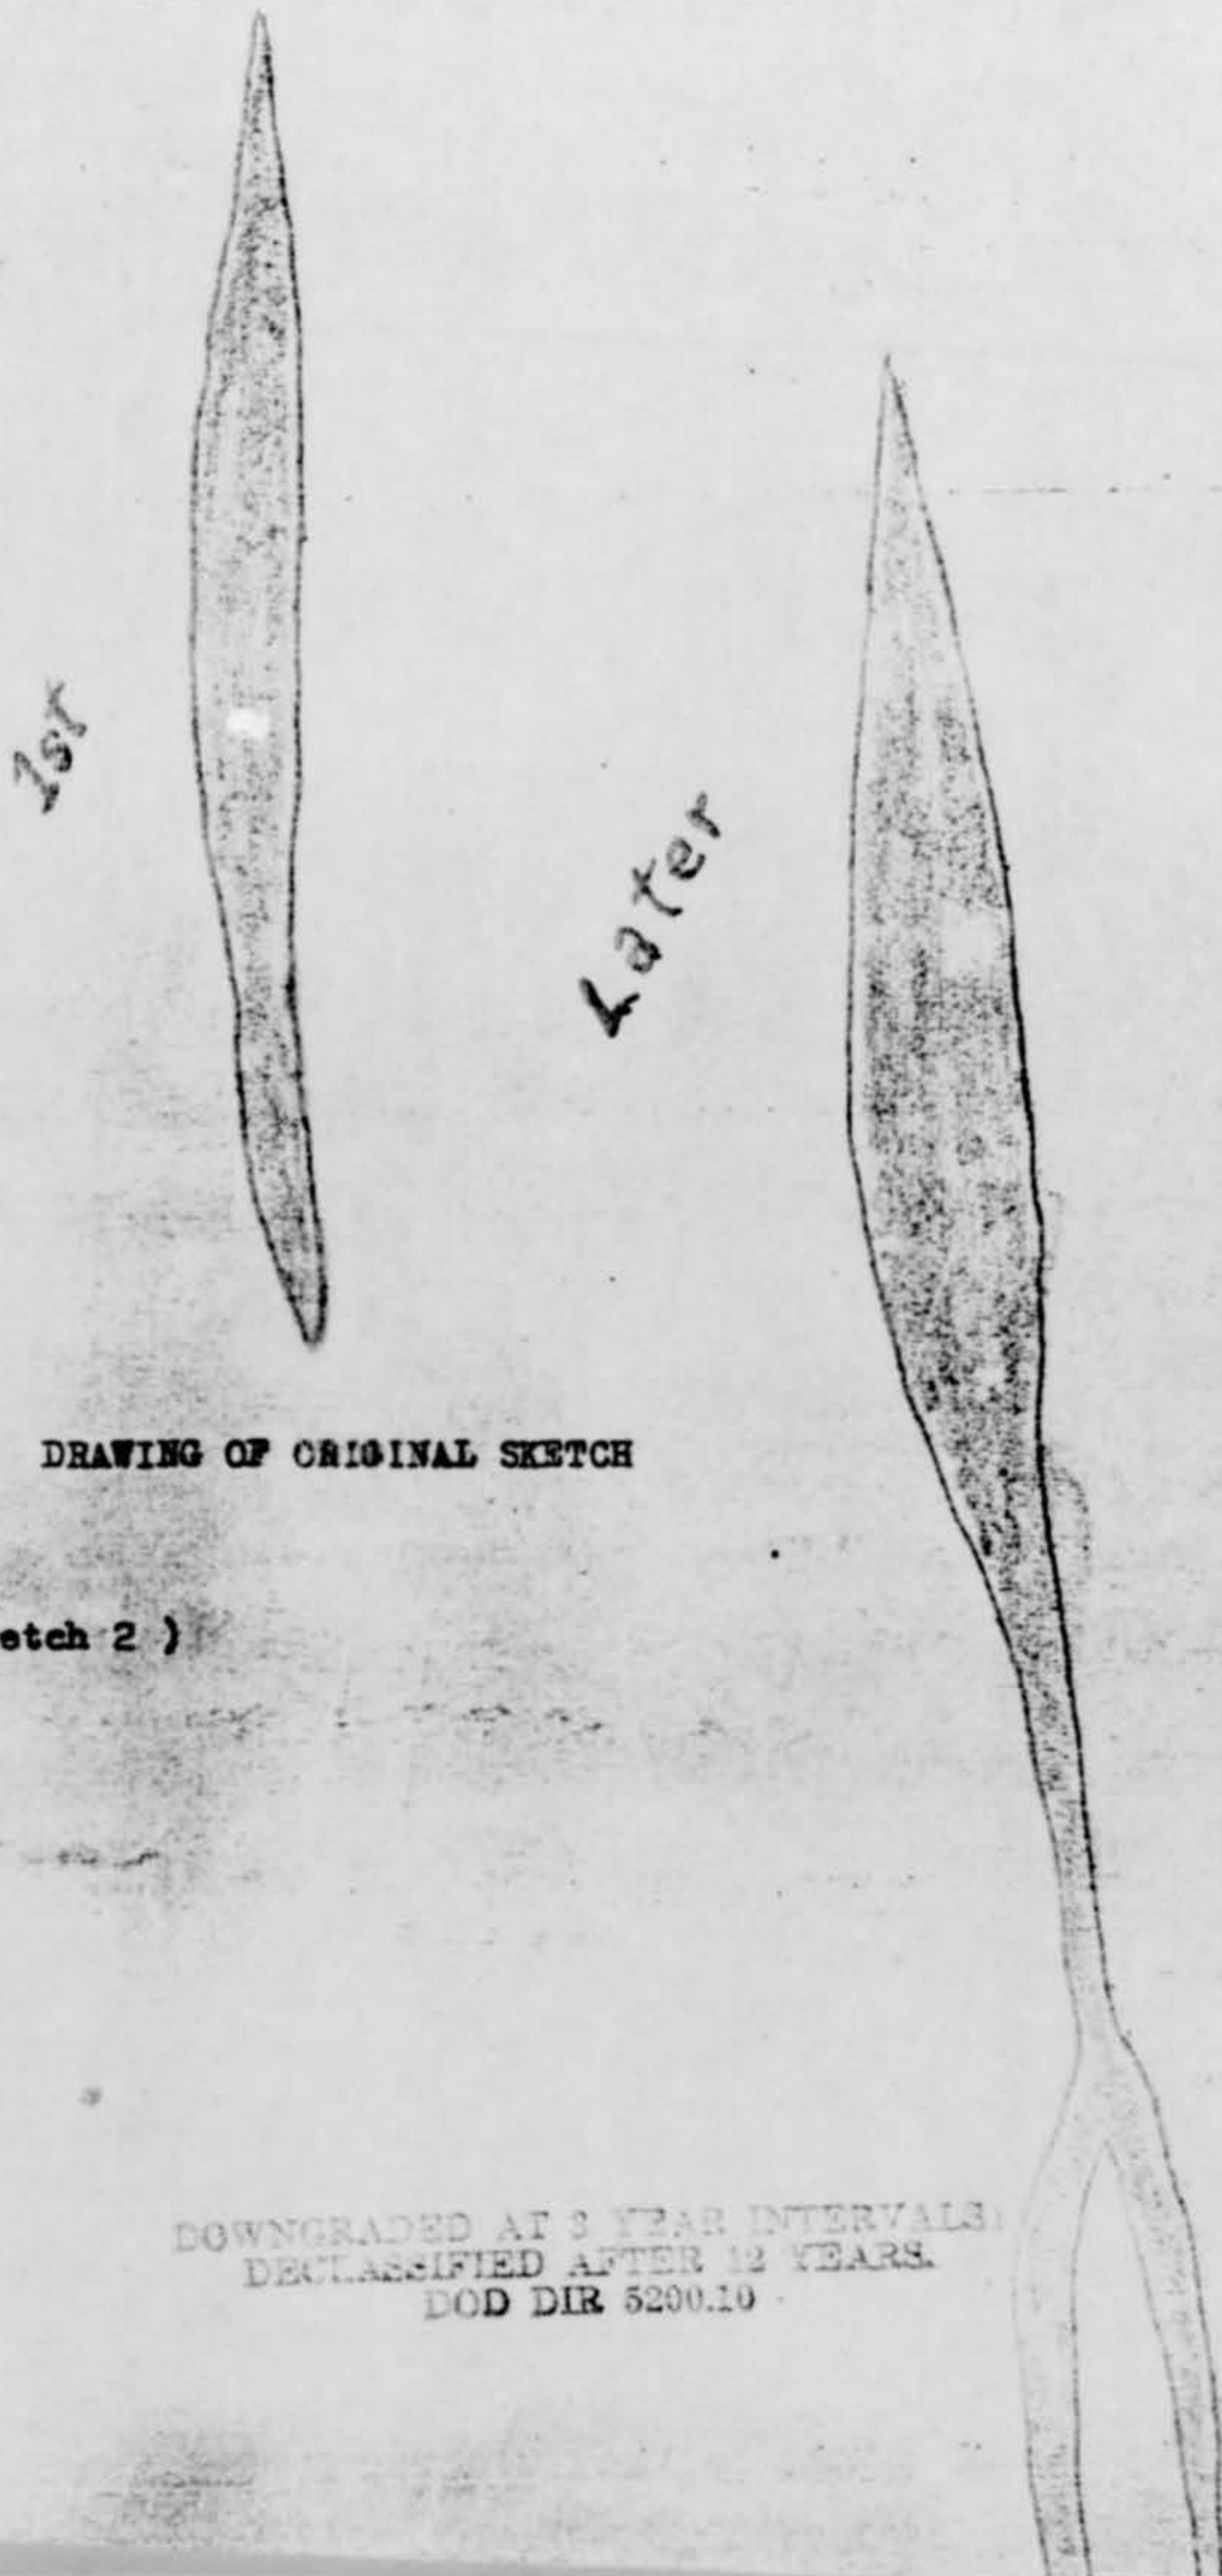 1st
Later
DRAWING OF ORIGINAL SKETCH
etch 2 )
DOWNGRADED AT 3 YEAR INTERVALS
DECLASSIFIED AFTER 12 YEARS.
DOD DIR 5200.10